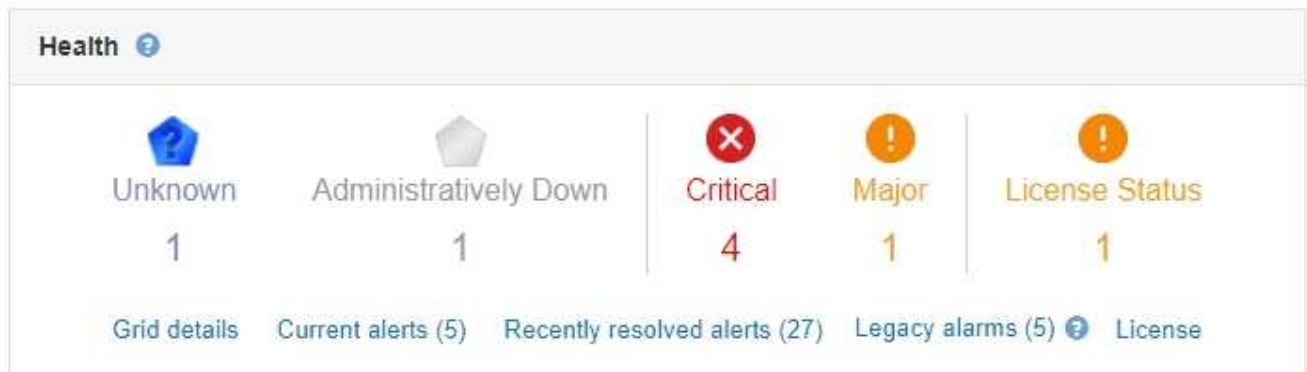 Health ?
?
Unknown Administratively Down Critical Major License Status
1 1 4 1 1
Grid details Current alerts (5) Recently resolved alerts (27) Legacy alarms (5) ? License